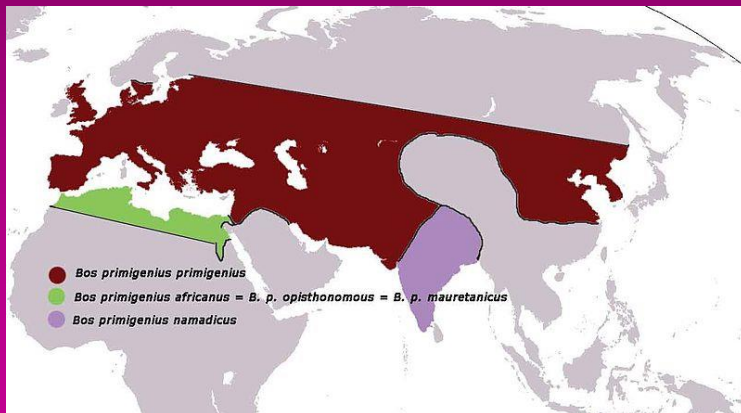 Bos primigenius primigenius
Bos primigenius africanus = B. p. opisthonomous = B. p. mauretanicus
Bos primigenius namadicus